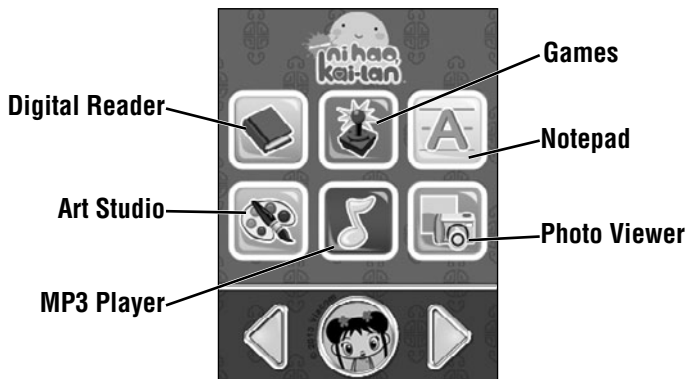 ni hao,
kai-lan
Games
Digital Reader
A
Notepad
Art Studio
Photo Viewer
MP3 Player